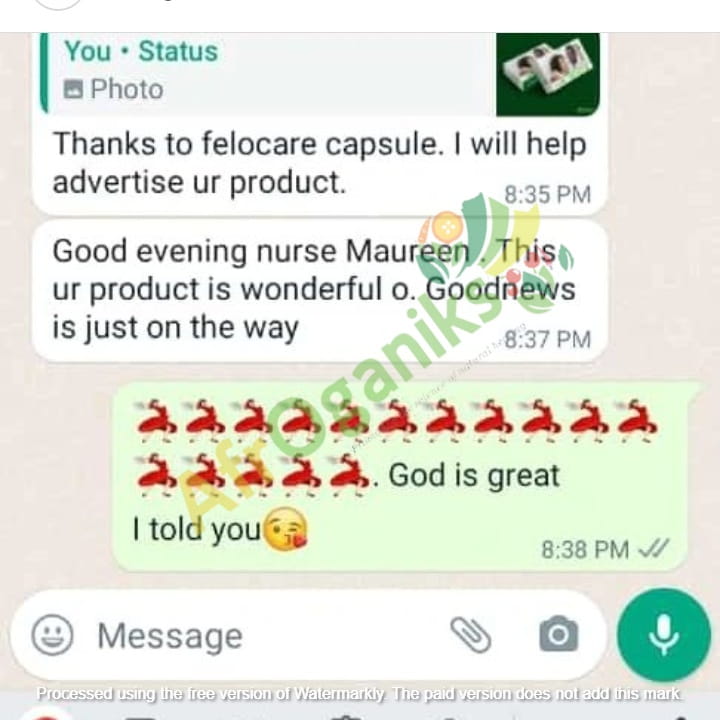 You • Status
Photo
Thanks to felocare capsule. I will help
advertise ur product.
8:35 PM
Good evening nurse Maureen . This
ur product is wonderful o. Goodnews
is just on the way
8:37 PM
AfrOganiks
💃💃💃💃💃💃💃💃💃💃💃
💃💃💃💃💃. God is great
I told you😘
8:38 PM
Message
Processed using the free version of Watermarkly. The paid version does not add this mark.